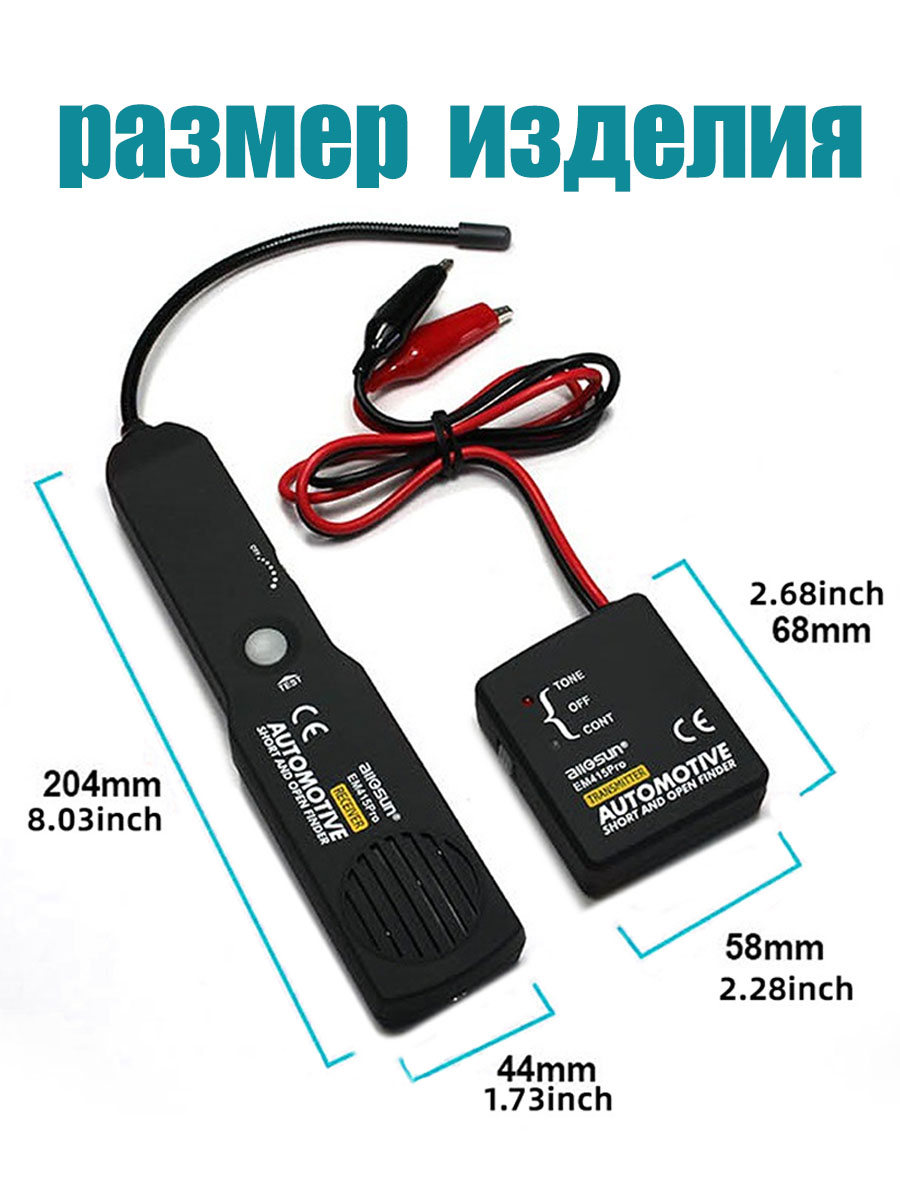 размер изделия
OFF
TEST
CE
allosun®
EM415Pro
RECEIVER
AUTOMOTIVE
SHORT AND OPEN FINDER
TONE
OFF
CONT
CE
allosun®
EM415Pro
TRANSMITTER
AUTOMOTIVE
SHORT AND OPEN FINDER
2.68inch
68mm
204mm
8.03inch
58mm
2.28inch
44mm
1.73inch